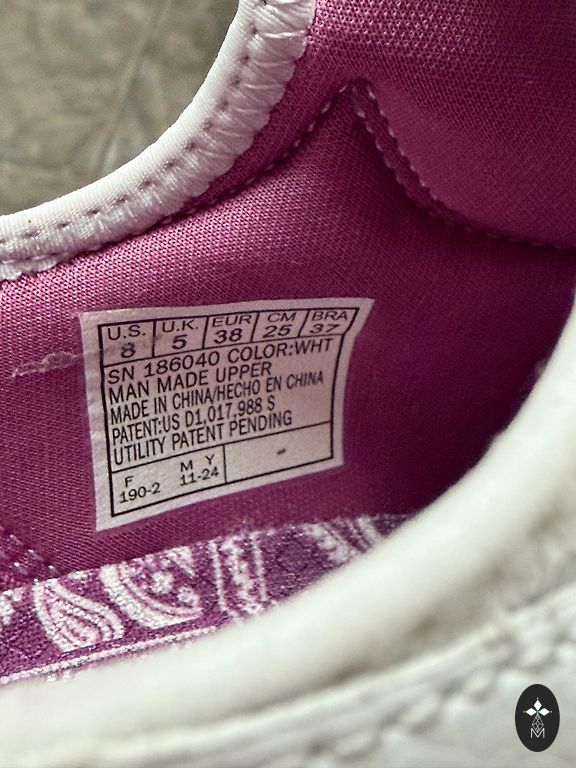 U.S. U.K. EUR CM BRA
8 5 38 25 37
SN 186040 COLOR:WHT
MAN MADE UPPER
MADE IN CHINA/HECHO EN CHINA
PATENT:US D1,017,988 S
UTILITY PATENT PENDING
F M Y
190-2 11-24 -
M